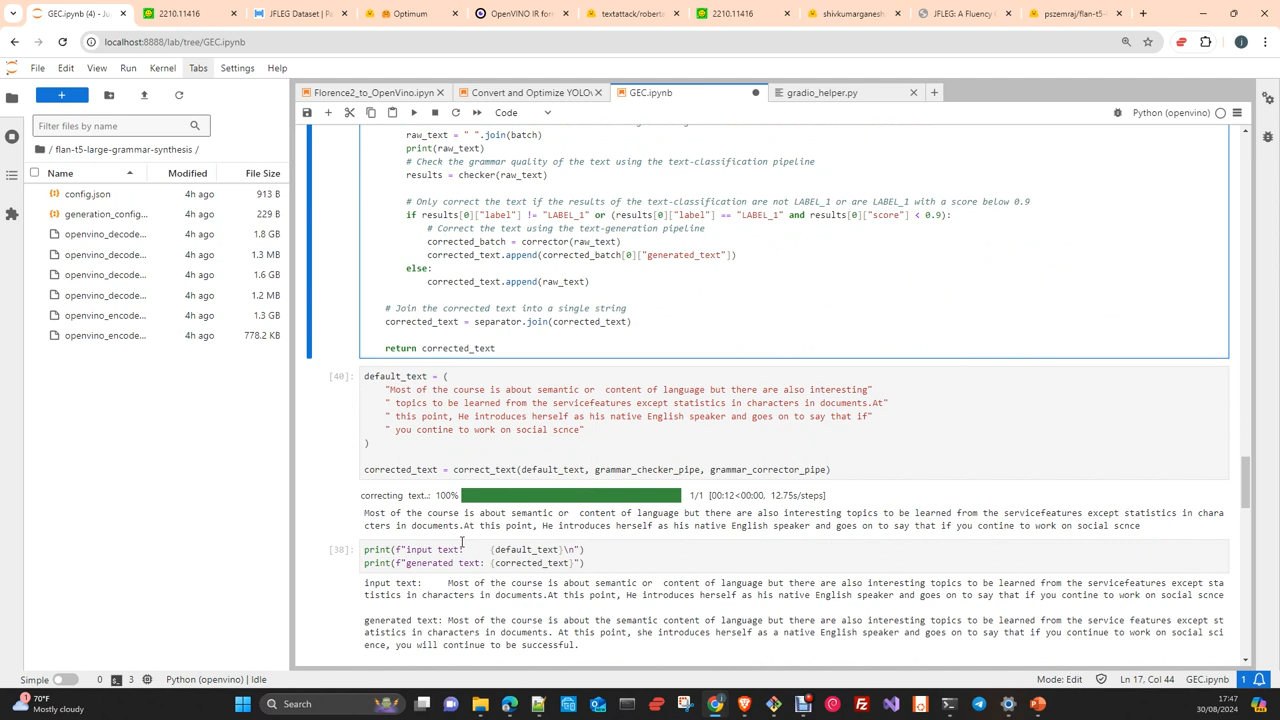 GEC.ipynb (4) - Jup
2210.11416
JFLEG Dataset | Pa
Optimum
OpenVINO IR form
textattack/roberta
2210.11416
shivkumarganesh
JFLEG: A Fluency C
pszemraj/flan-t5-
localhost:8888/lab/tree/GEC.ipynb
File Edit View Run Kernel Tabs Settings Help
Florence2_to_OpenVino.ipynb
Convert and Optimize YOLO
GEC.ipynb
gradio_helper.py
Filter files by name
Code
Python (openvino)
/ flan-t5-large-grammar-synthesis /
Name Modified File Size
config.json 4h ago 913 B
generation_config... 4h ago 229 B
openvino_decode... 4h ago 1.8 GB
openvino_decode... 4h ago 1.3 MB
openvino_decode... 4h ago 1.6 GB
openvino_decode... 4h ago 1.2 MB
openvino_encode... 4h ago 1.3 GB
openvino_encode... 4h ago 778.2 KB
raw_text = " ".join(batch)
print(raw_text)
# Check the grammar quality of the text using the text-classification pipeline
results = checker(raw_text)
# Only correct the text if the results of the text-classification are not LABEL_1 or are LABEL_1 with a score below 0.9
if results[0]["label"] != "LABEL_1" or (results[0]["label"] == "LABEL_1" and results[0]["score"] < 0.9):
# Correct the text using the text-generation pipeline
corrected_batch = corrector(raw_text)
corrected_text.append(corrected_batch[0]["generated_text"])
else:
corrected_text.append(raw_text)
# Join the corrected text into a single string
corrected_text = separator.join(corrected_text)
return corrected_text
[40]: default_text = (
"Most of the course is about semantic or  content of language but there are also interesting"
" topics to be learned from the servicefeatures except statistics in characters in documents.At"
" this point, He introduces herself as his native English speaker and goes on to say that if"
" you contine to work on social scnce"
)
corrected_text = correct_text(default_text, grammar_checker_pipe, grammar_corrector_pipe)
correcting text..: 100% 1/1 [00:12<00:00, 12.75s/steps]
Most of the course is about semantic or  content of language but there are also interesting topics to be learned from the servicefeatures except statistics in chara
cters in documents.At this point, He introduces herself as his native English speaker and goes on to say that if you contine to work on social scnce
[38]: print(f"input text:     {default_text}\n")
print(f"generated text: {corrected_text}")
input text:     Most of the course is about semantic or  content of language but there are also interesting topics to be learned from the servicefeatures except sta
tistics in characters in documents.At this point, He introduces herself as his native English speaker and goes on to say that if you contine to work on social scnce
generated text: Most of the course is about the semantic content of language but there are also interesting topics to be learned from the service features except st
atistics in characters in documents. At this point, she introduces herself as a native English speaker and goes on to say that if you continue to work on social sci
ence, you will continue to be successful.
Simple 0 3 Python (openvino) | Idle
Mode: Edit Ln 17, Col 44 GEC.ipynb 1
70°F
Mostly cloudy
Search
17:47
30/08/2024